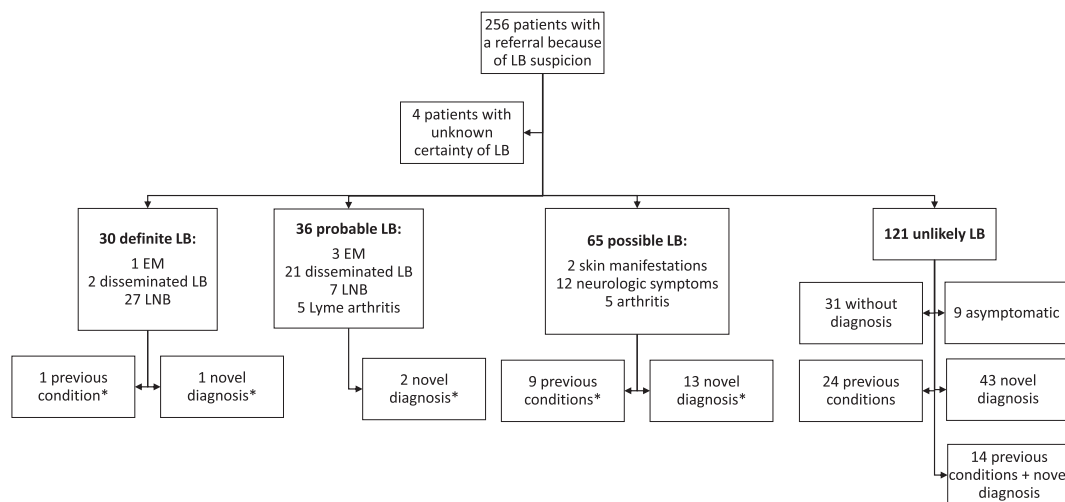 256 patients with
a referral because
of LB suspicion
4 patients with
unknown
certainty of LB
30 definite LB:
1 EM
2 disseminated LB
27 LNB
36 probable LB:
3 EM
21 disseminated LB
7 LNB
5 Lyme arthritis
65 possible LB:
2 skin manifestations
12 neurologic symptoms
5 arthritis
121 unlikely LB
31 without
diagnosis
9 asymptomatic
1 previous
condition*
1 novel
diagnosis*
2 novel
diagnosis*
9 previous
conditions*
13 novel
diagnosis*
24 previous
conditions
43 novel
diagnosis
14 previous
conditions + novel
diagnosis